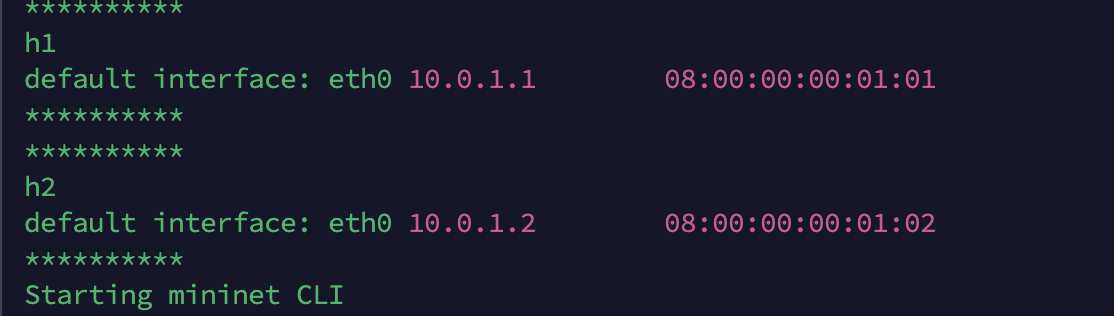 **********
h1
default interface: eth0 10.0.1.1 08:00:00:00:01:01
**********
**********
h2
default interface: eth0 10.0.1.2 08:00:00:00:01:02
**********
Starting mininet CLI